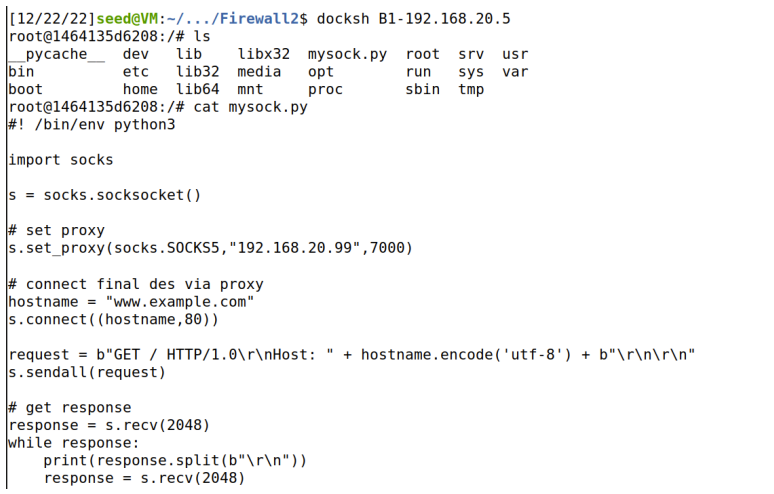 [12/22/22]seed@VM:~/.../Firewall2$ docksh B1-192.168.20.5
root@1464135d6208:/# ls
__pycache__  dev   lib    libx32  mysock.py  root  srv  usr
bin          etc   lib32  media   opt        run   sys  var
boot         home  lib64  mnt     proc       sbin  tmp
root@1464135d6208:/# cat mysock.py
#! /bin/env python3

import socks

s = socks.socksocket()

# set proxy
s.set_proxy(socks.SOCKS5,"192.168.20.99",7000)

# connect final des via proxy
hostname = "www.example.com"
s.connect((hostname,80))

request = b"GET / HTTP/1.0\r\nHost: " + hostname.encode('utf-8') + b"\r\n\r\n"
s.sendall(request)

# get response
response = s.recv(2048)
while response:
    print(response.split(b"\r\n"))
    response = s.recv(2048)